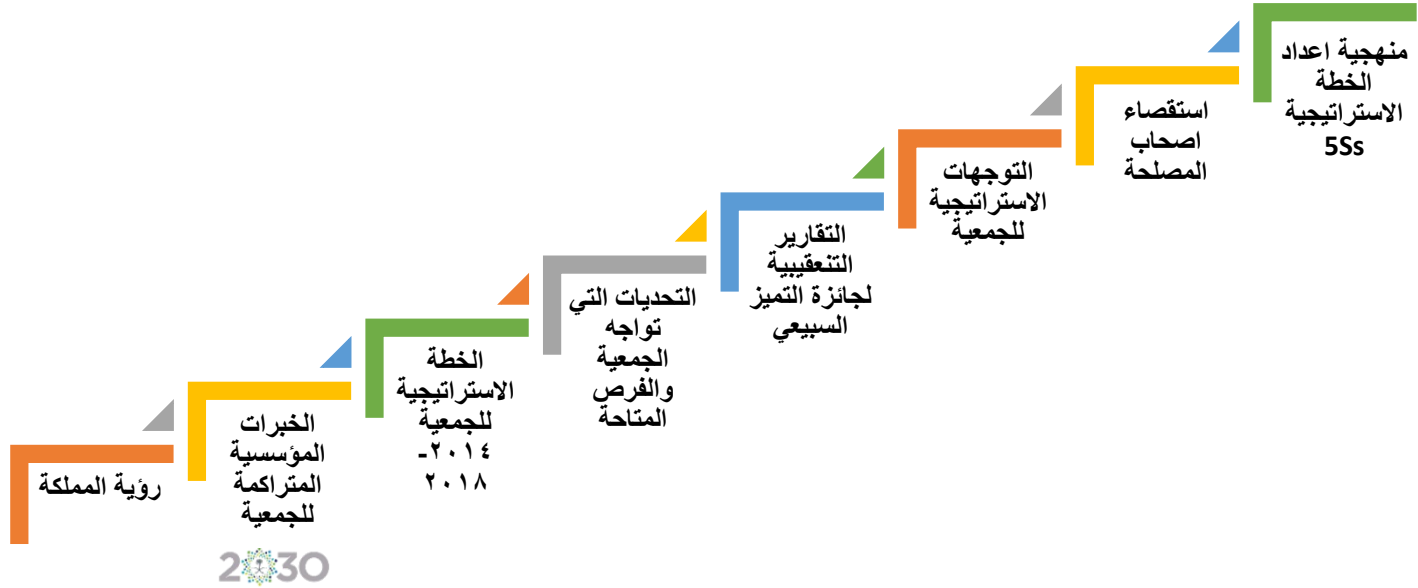 رؤية المملكة
الخبرات
المؤسسية
المتراكمة
للجمعية
2030
الخطة
الاستراتيجية
للجمعية
٢٠١٤-
٢٠١٨
التحديات التي
تواجه
الجمعية
والفرص
المتاحة
التقارير
التنعقيبية
لجائزة التميز
السبيعي
التوجهات
الاستراتيجية
للجمعية
استقصاء
اصحاب
المصلحة
منهجية اعداد
الخطة
الاستراتيجية
5Ss